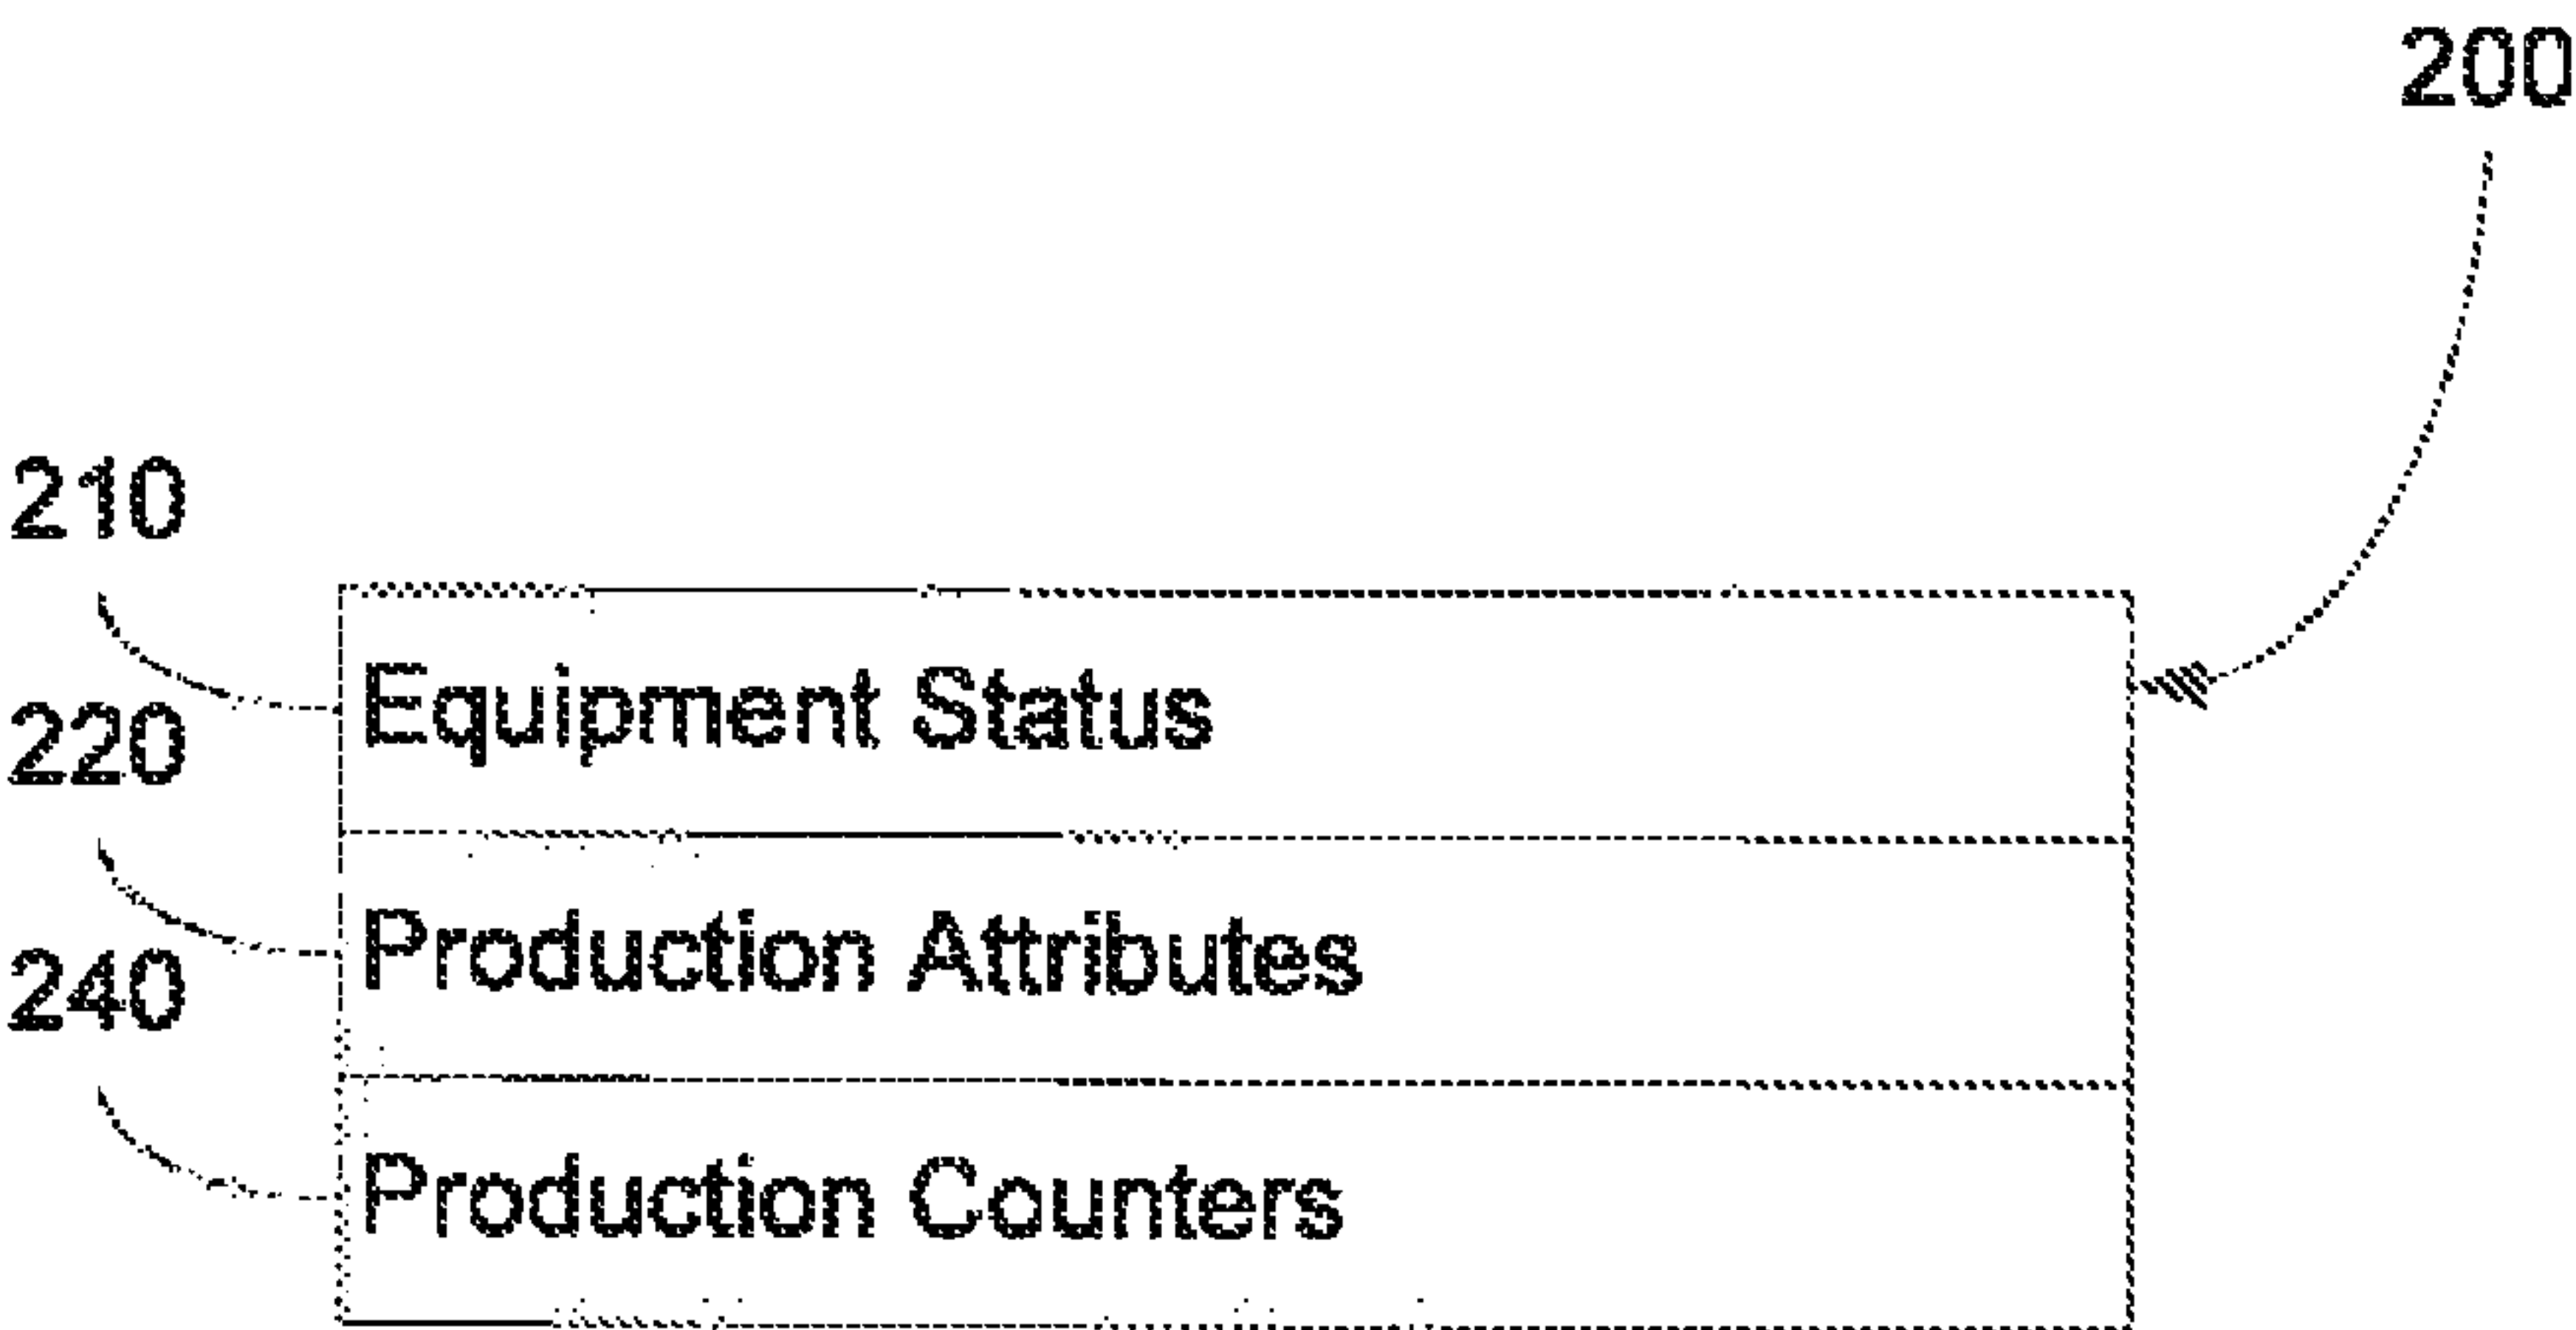 200
210
Equipment Status
220
Production Attributes
240
Production Counters